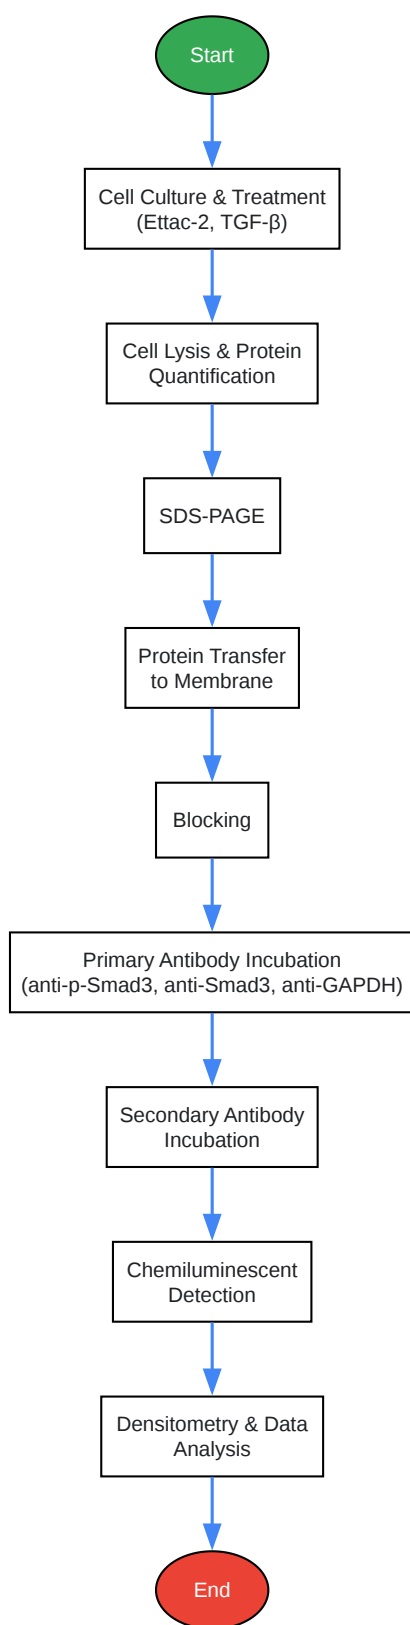 Start
Cell Culture & Treatment
(Ettac-2, TGF-β)
Cell Lysis & Protein
Quantification
SDS-PAGE
Protein Transfer
to Membrane
Blocking
Primary Antibody Incubation
(anti-p-Smad3, anti-Smad3, anti-GAPDH)
Secondary Antibody
Incubation
Chemiluminescent
Detection
Densitometry & Data
Analysis
End